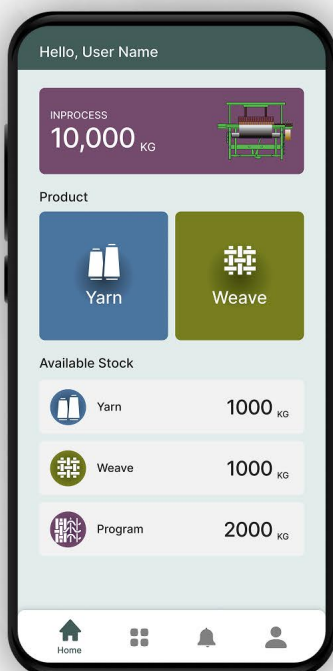 Hello, User Name
INPROCESS
10,000 KG
Product
Yarn
Weave
Available Stock
Yarn
1000 KG
Weave
1000 KG
Program
2000 KG
Home